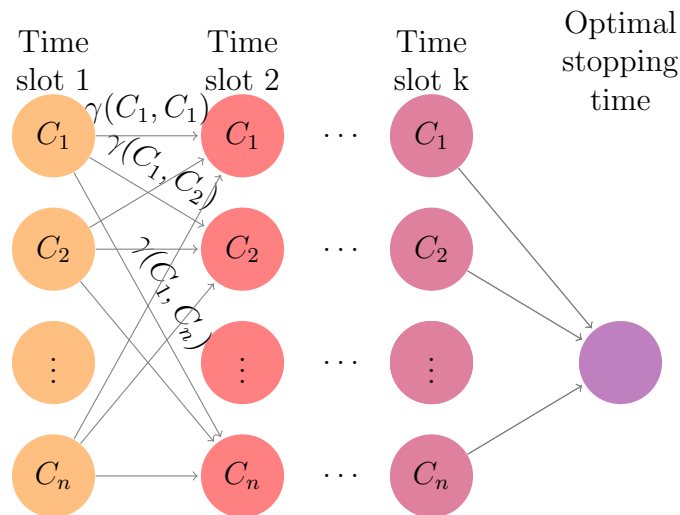 Time
slot 1
Time
slot 2
Time
slot k
Optimal
stopping
time
γ(C₁, C₁)
γ(C₁, C₂)
γ(C₁, Cₙ)
C₁
C₁
⋯
C₁
C₂
C₂
⋯
C₂
⋮
⋮
⋯
⋮
Cₙ
Cₙ
⋯
Cₙ